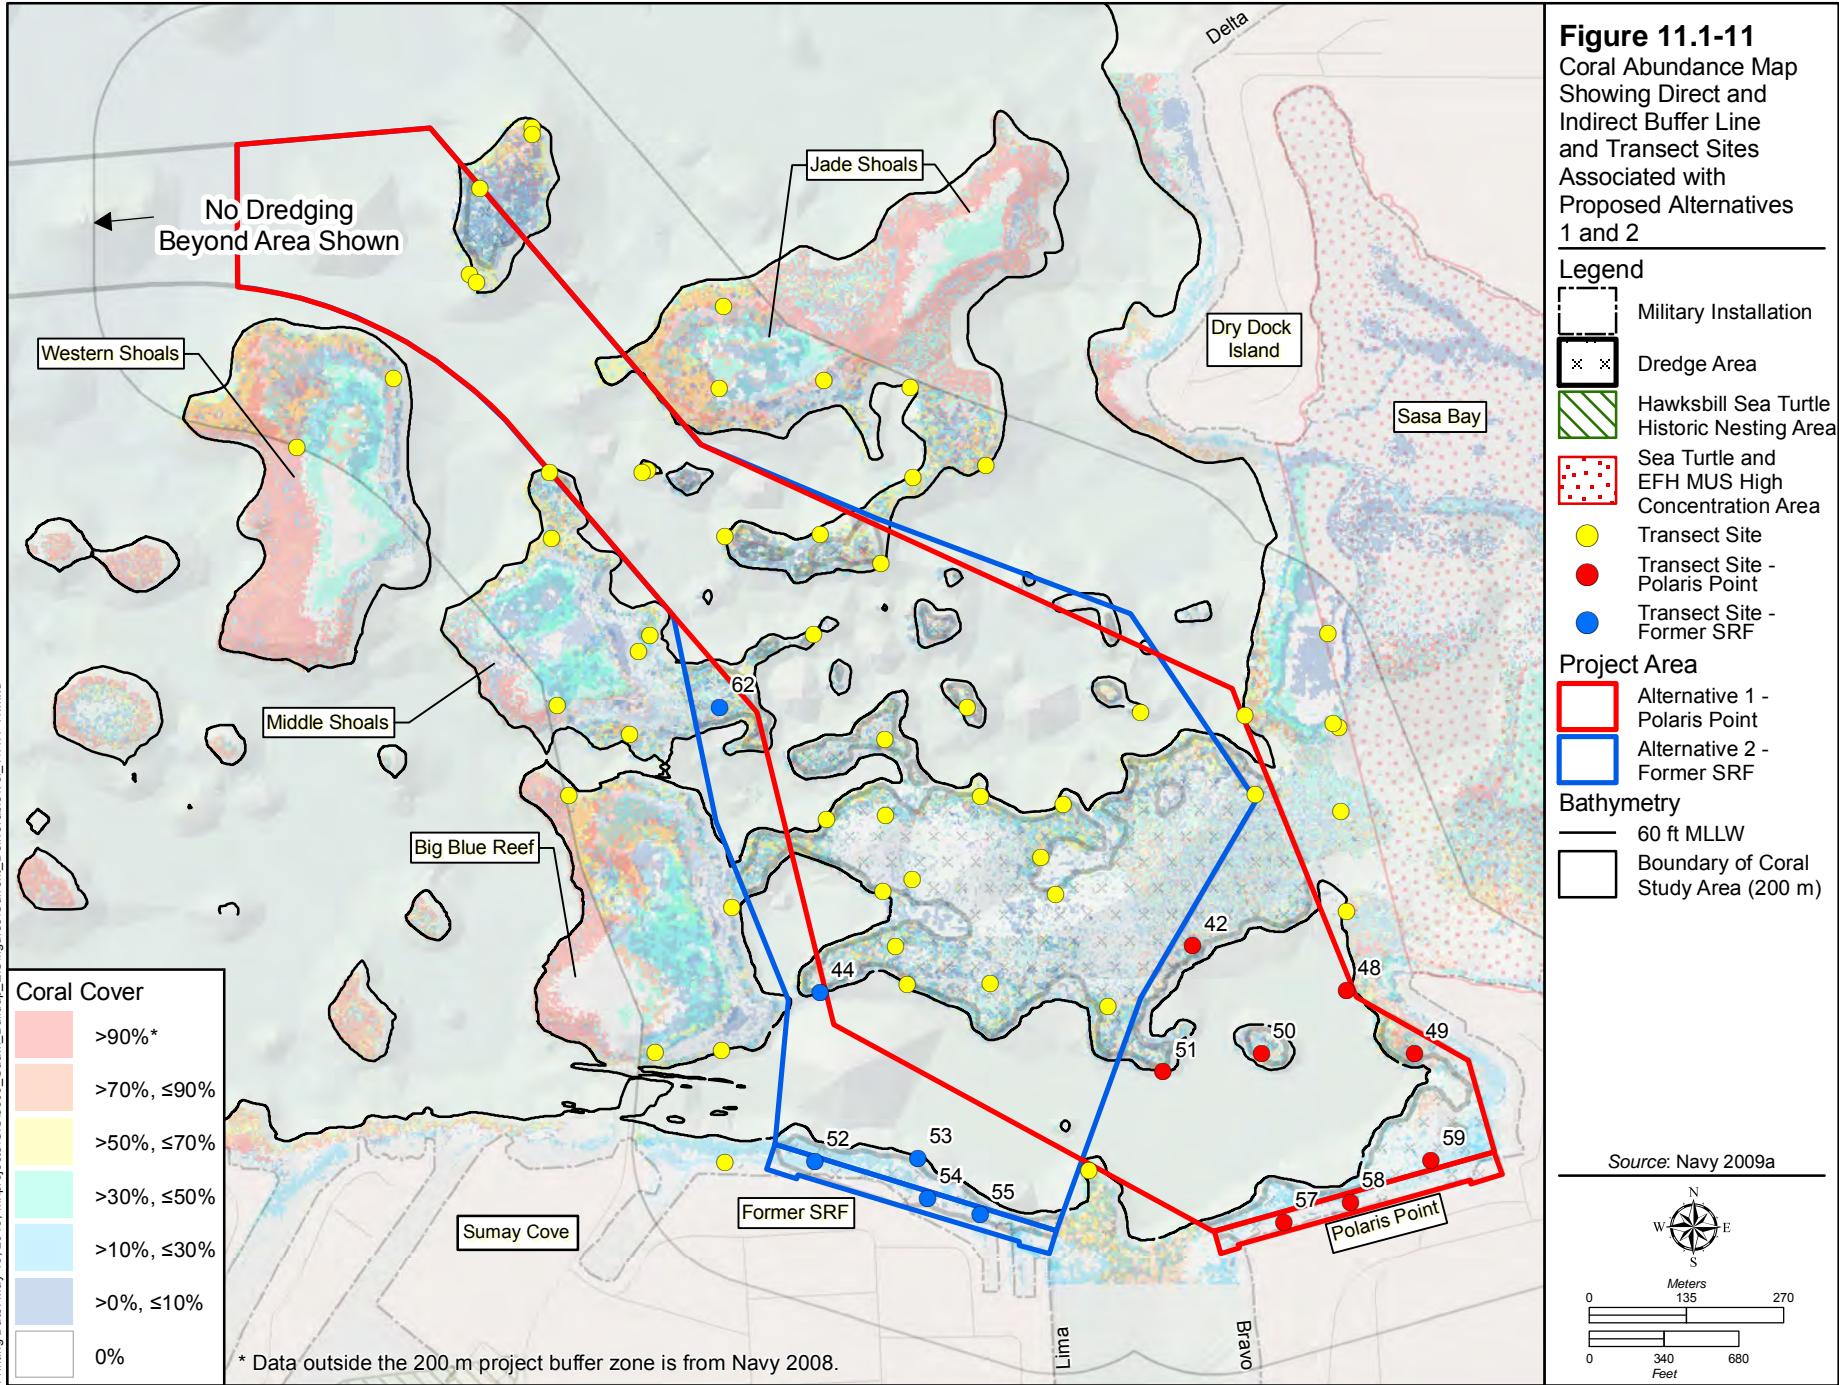 Delta
Jade Shoals
No Dredging
Beyond Area Shown
Western Shoals
Dry Dock
Island
Sasa Bay
62
Middle Shoals
Big Blue Reef
42
44
48
50
49
51
52
53
54
55
59
58
57
Former SRF
Polaris Point
Sumay Cove
Lima
Bravo
Coral Cover
>90%*
>70%, ≤90%
>50%, ≤70%
>30%, ≤50%
>10%, ≤30%
>0%, ≤10%
0%
* Data outside the 200 m project buffer zone is from Navy 2008.
Figure 11.1-11
Coral Abundance Map
Showing Direct and
Indirect Buffer Line
and Transect Sites
Associated with
Proposed Alternatives
1 and 2
Legend
Military Installation
Dredge Area
Hawksbill Sea Turtle
Historic Nesting Area
Sea Turtle and
EFH MUS High
Concentration Area
Transect Site
Transect Site -
Polaris Point
Transect Site -
Former SRF
Project Area
Alternative 1 -
Polaris Point
Alternative 2 -
Former SRF
Bathymetry
60 ft MLLW
Boundary of Coral
Study Area (200 m)
Source: Navy 2009a
N
W E
S
Meters
0 135 270
0 340 680
Feet